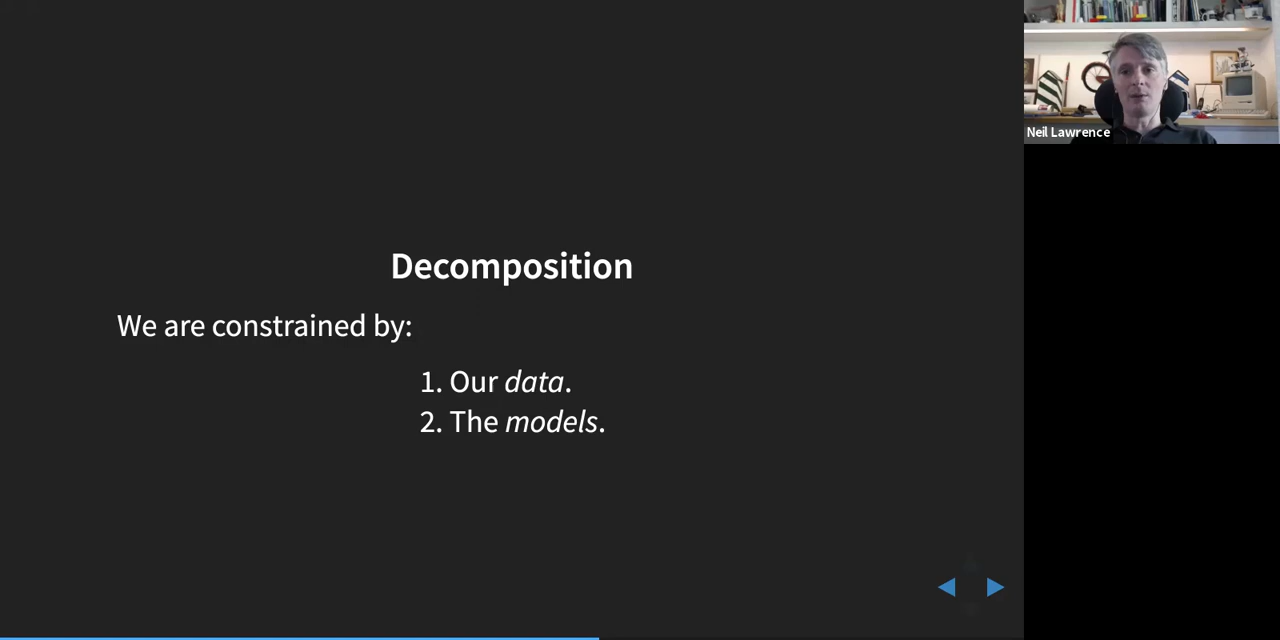 Decomposition
We are constrained by:
1. Our data.
2. The models.
Neil Lawrence